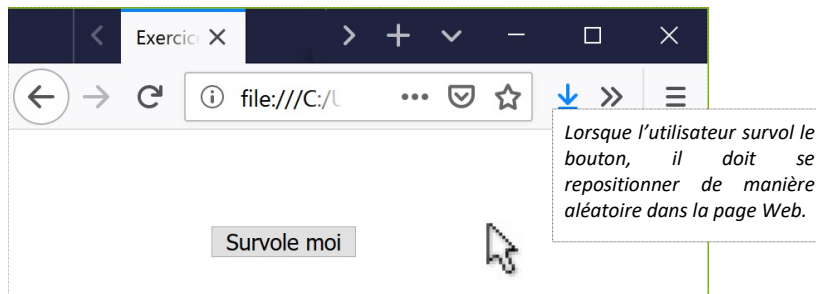 Exercic
file:///C:/U
Lorsque l’utilisateur survol le
bouton, il doit se
repositionner de manière
aléatoire dans la page Web.
Survole moi